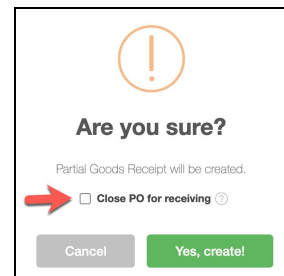 Are you sure?
Partial Goods Receipt will be created.
Close PO for receiving ?
Cancel Yes, create!